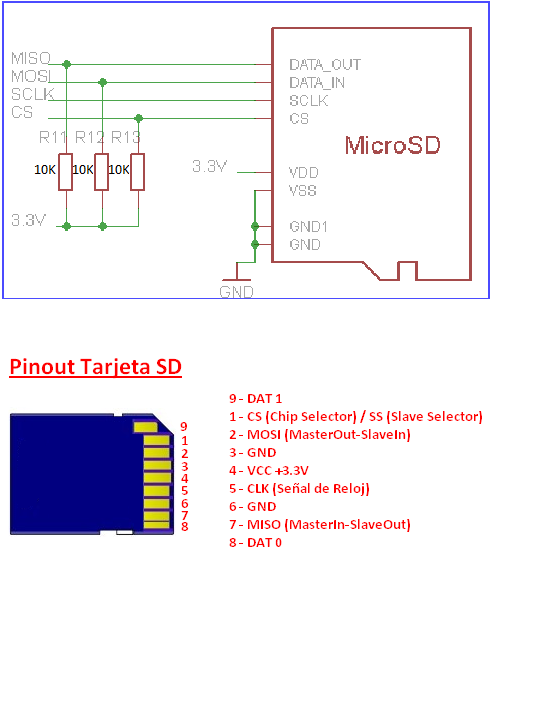 MISO
MOSI
SCLK
CS
DATA_OUT
DATA_IN
SCLK
CS
R11 R12 R13
10K 10K 10K
MicroSD
3.3V
VDD
VSS
3.3V
GND1
GND
GND
Pinout Tarjeta SD
9 - DAT 1
1 - CS (Chip Selector) / SS (Slave Selector)
2 - MOSI (MasterOut-SlaveIn)
3 - GND
4 - VCC +3.3V
5 - CLK (Señal de Reloj)
6 - GND
7 - MISO (MasterIn-SlaveOut)
8 - DAT 0
9
1
2
3
4
5
6
7
8